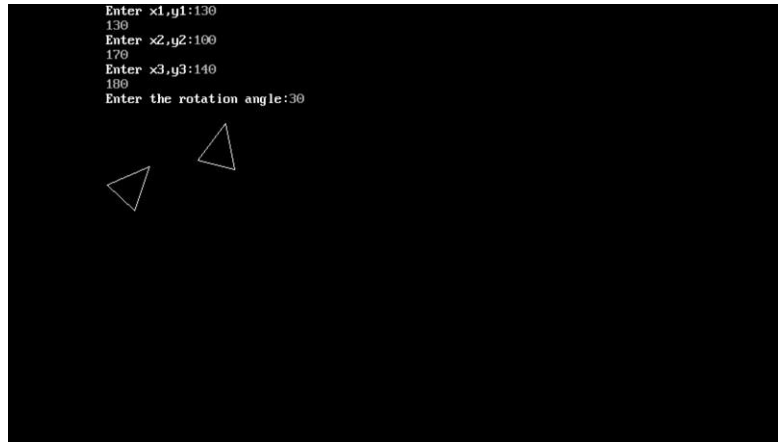 Enter x1,y1:130
130
Enter x2,y2:100
170
Enter x3,y3:140
180
Enter the rotation angle:30